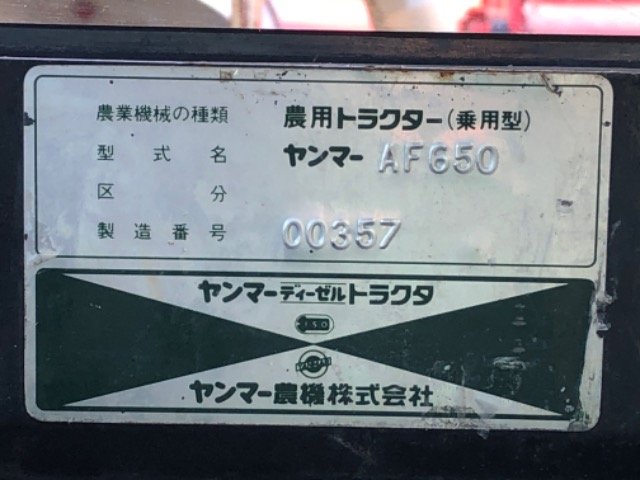 農業機械の種類 農用トラクター(乗用型)
型式名 ヤンマー AF650
区分
製造番号 00357
ヤンマーディーゼルトラクタ
ISO
ヤンマー農機株式会社